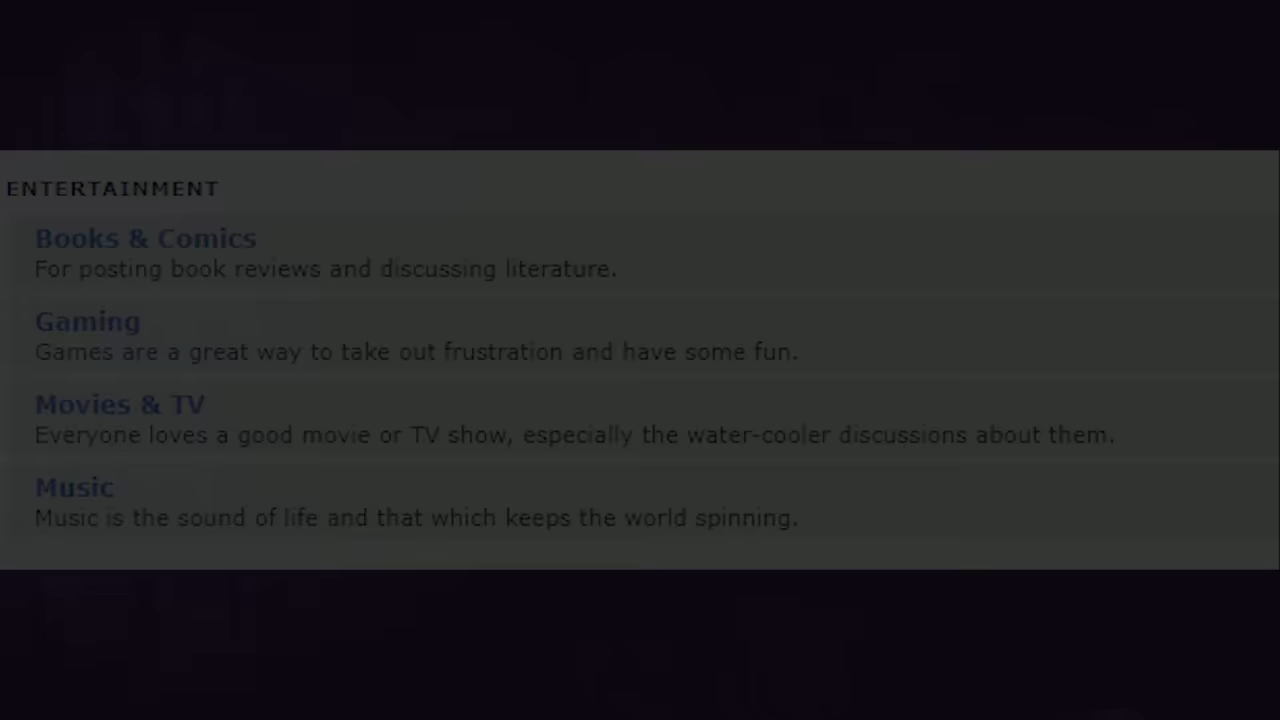 ENTERTAINMENT
Books & Comics
For posting book reviews and discussing literature.
Gaming
Games are a great way to take out frustration and have some fun.
Movies & TV
Everyone loves a good movie or TV show, especially the water-cooler discussions about them.
Music
Music is the sound of life and that which keeps the world spinning.